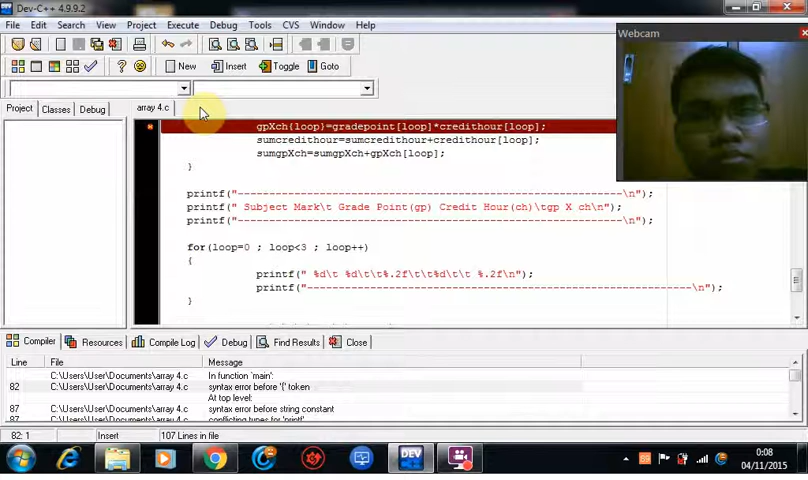 Dev-C++ 4.9.9.2
File Edit Search View Project Execute Debug Tools CVS Window Help
New Insert Toggle Goto
Project Classes Debug array 4.c
gpXch{loop}=gradepoint[loop]*credithour[loop];
sumcredithour=sumcredithour+credithour[loop];
sumgpXch=sumgpXch+gpXch[loop];
}
printf("-------------------------------------------------------\n");
printf(" Subject Mark\t Grade Point(gp) Credit Hour(ch)\tgp X ch\n");
printf("-------------------------------------------------------\n");
for(loop=0 ; loop<3 ; loop++)
{
printf(" %d\t %d\t\t%.2f\t\t%d\t\t %.2f\n");
printf("-------------------------------------------------------\n");
}
Webcam
Compiler Resources Compile Log Debug Find Results Close
Line File Message
C:\Users\User\Documents\array 4.c In function 'main':
82 C:\Users\User\Documents\array 4.c syntax error before '{' token
At top level:
87 C:\Users\User\Documents\array 4.c syntax error before string constant
87 C:\Users\User\Documents\array 4.c conflicting types for 'printf'
82: 1 Insert 107 Lines in file
DEV
0:08
04/11/2015